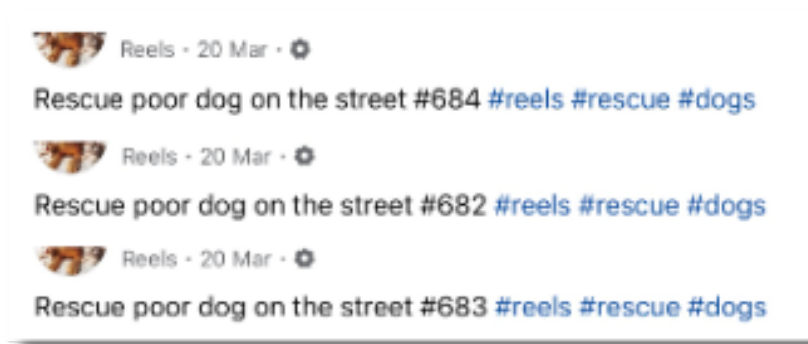 Reels · 20 Mar ·
Rescue poor dog on the street #684 #reels #rescue #dogs
Reels · 20 Mar ·
Rescue poor dog on the street #682 #reels #rescue #dogs
Reels · 20 Mar ·
Rescue poor dog on the street #683 #reels #rescue #dogs